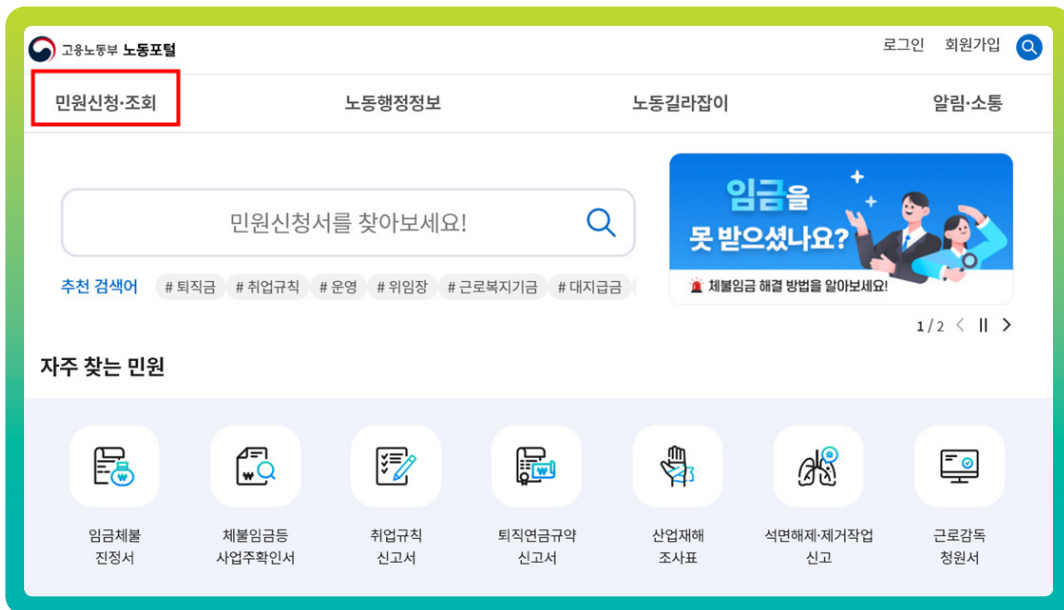 고용노동부 노동포털
로그인 회원가입
민원신청·조회 노동행정정보 노동길라잡이 알림·소통
민원신청서를 찾아보세요!
추천 검색어 # 퇴직금 # 취업규칙 # 운영 # 위임장 # 근로복지기금 # 대지급금
임금을
못 받으셨나요?
체불임금 해결 방법을 알아보세요!
1 / 2
자주 찾는 민원
임금체불
진정서
체불임금등
사업주확인서
취업규칙
신고서
퇴직연금규약
신고서
산업재해
조사표
석면해제·제거작업
신고
근로감독
청원서